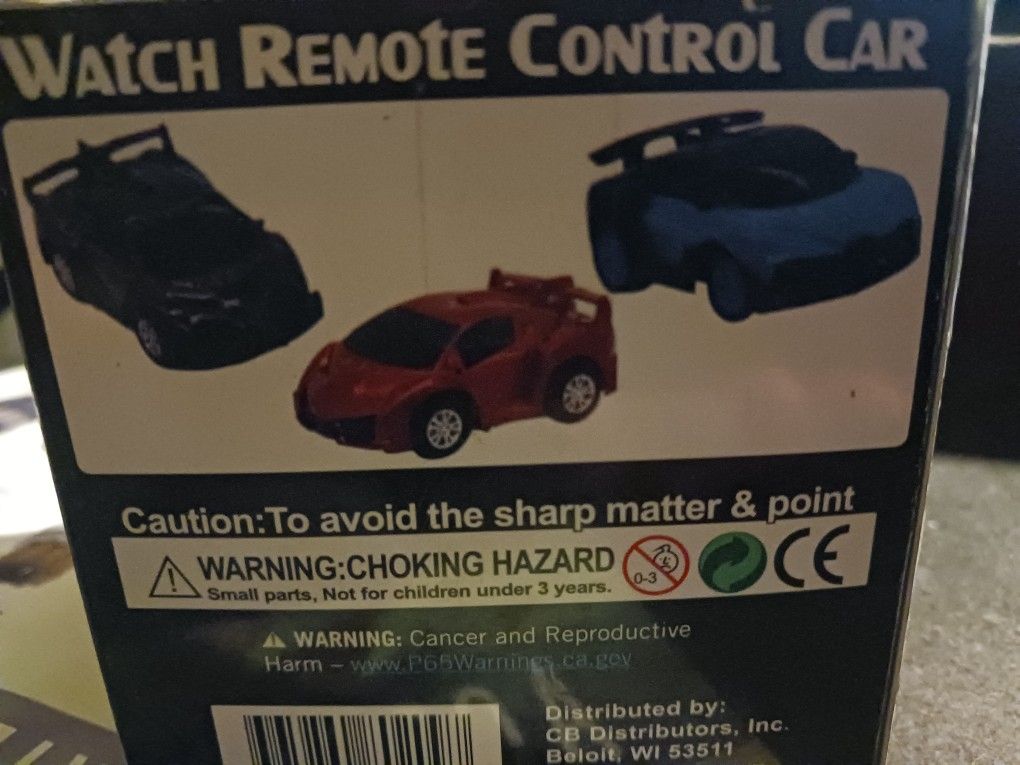 WAtCH REMOtE CONtROl CAR
Caution:To avoid the sharp matter & point
WARNING:CHOKING HAZARD
Small parts, Not for children under 3 years.
0-3
CE
WARNING: Cancer and Reproductive
Harm – www.P65Warnings.ca.gov
Distributed by:
CB Distributors, Inc.
Beloit, WI 53511